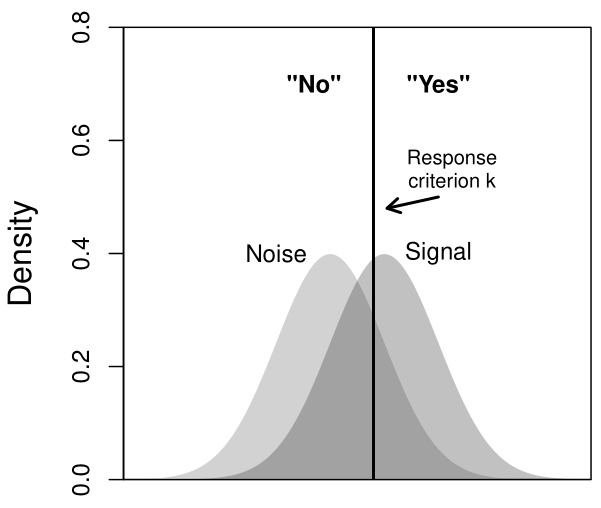 0.8
"No" "Yes"
0.6
Response
criterion k
Density
0.4
Noise
Signal
0.2
0.0